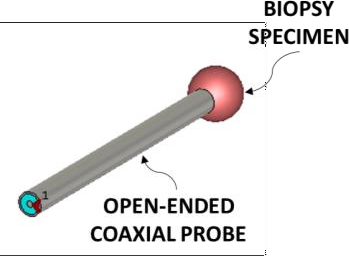 BIOPSY
SPECIMEN
1
OPEN-ENDED
COAXIAL PROBE